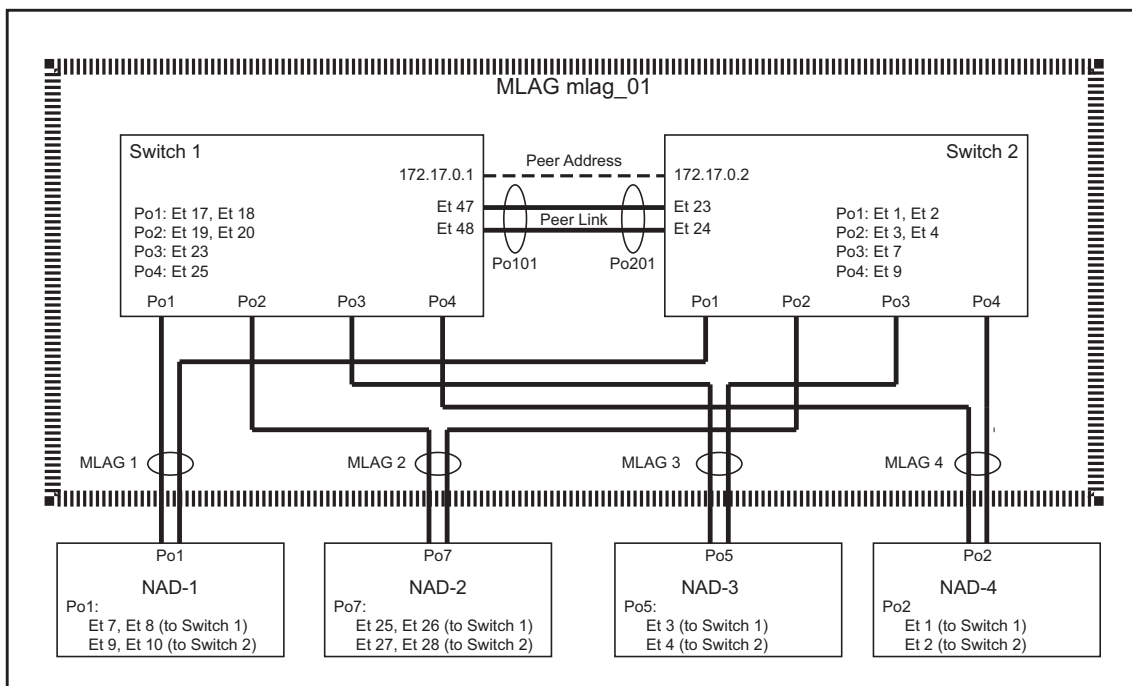 MLAG mlag_01
Switch 1
Switch 2
Peer Address
172.17.0.1
172.17.0.2
Et 47
Et 23
Peer Link
Et 48
Et 24
Po101
Po201
Po1: Et 17, Et 18
Po2: Et 19, Et 20
Po3: Et 23
Po4: Et 25
Po1: Et 1, Et 2
Po2: Et 3, Et 4
Po3: Et 7
Po4: Et 9
Po1
Po2
Po3
Po4
Po1
Po2
Po3
Po4
MLAG 1
MLAG 2
MLAG 3
MLAG 4
Po1
NAD-1
Po1:
Et 7, Et 8 (to Switch 1)
Et 9, Et 10 (to Switch 2)
Po7
NAD-2
Po7:
Et 25, Et 26 (to Switch 1)
Et 27, Et 28 (to Switch 2)
Po5
NAD-3
Po5:
Et 3 (to Switch 1)
Et 4 (to Switch 2)
Po2
NAD-4
Po2
Et 1 (to Switch 1)
Et 2 (to Switch 2)